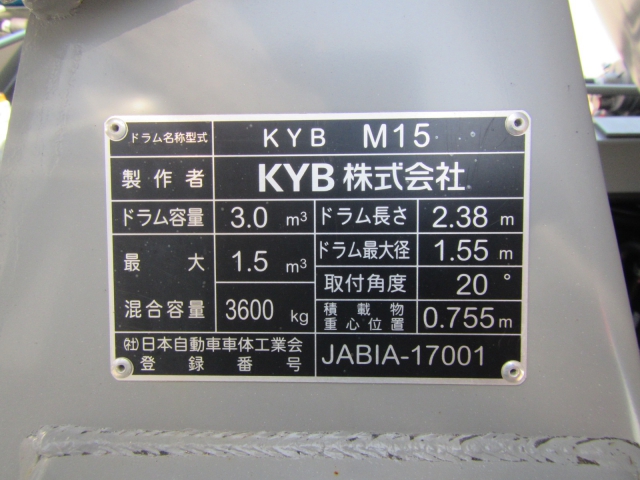 ドラム名称型式 KYB M15
製作者 KYB株式会社
ドラム容量 3.0 m³ ドラム長さ 2.38 m
最大 1.5 m³ ドラム最大径 1.55 m
取付角度 20°
混合容量 3600 kg 積載物重心位置 0.755m
(社)日本自動車車体工業会
登録番号 JABIA-17001